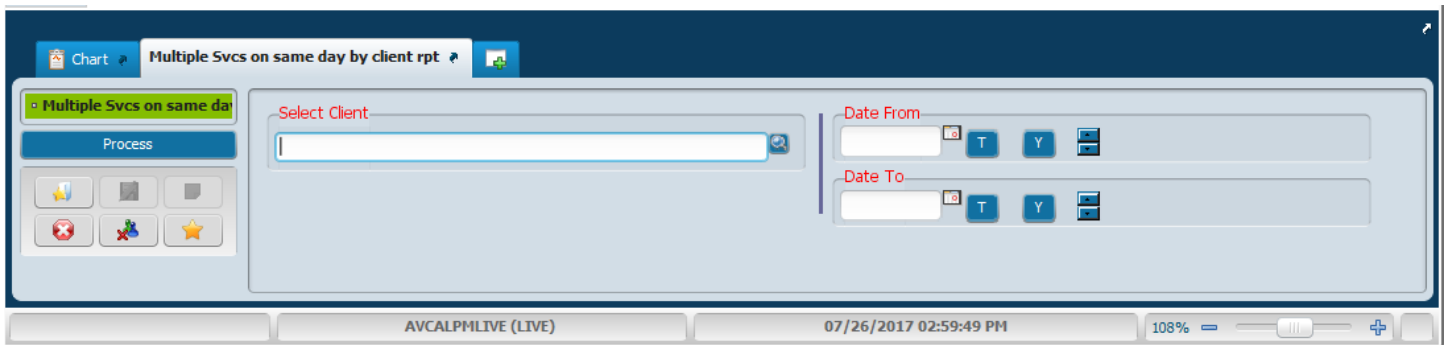 Chart
Multiple Svcs on same day by client rpt
Multiple Svcs on same day
Process
Select Client
Date From
T Y
Date To
T Y
AVCALPMLIVE (LIVE)
07/26/2017 02:59:49 PM
108%